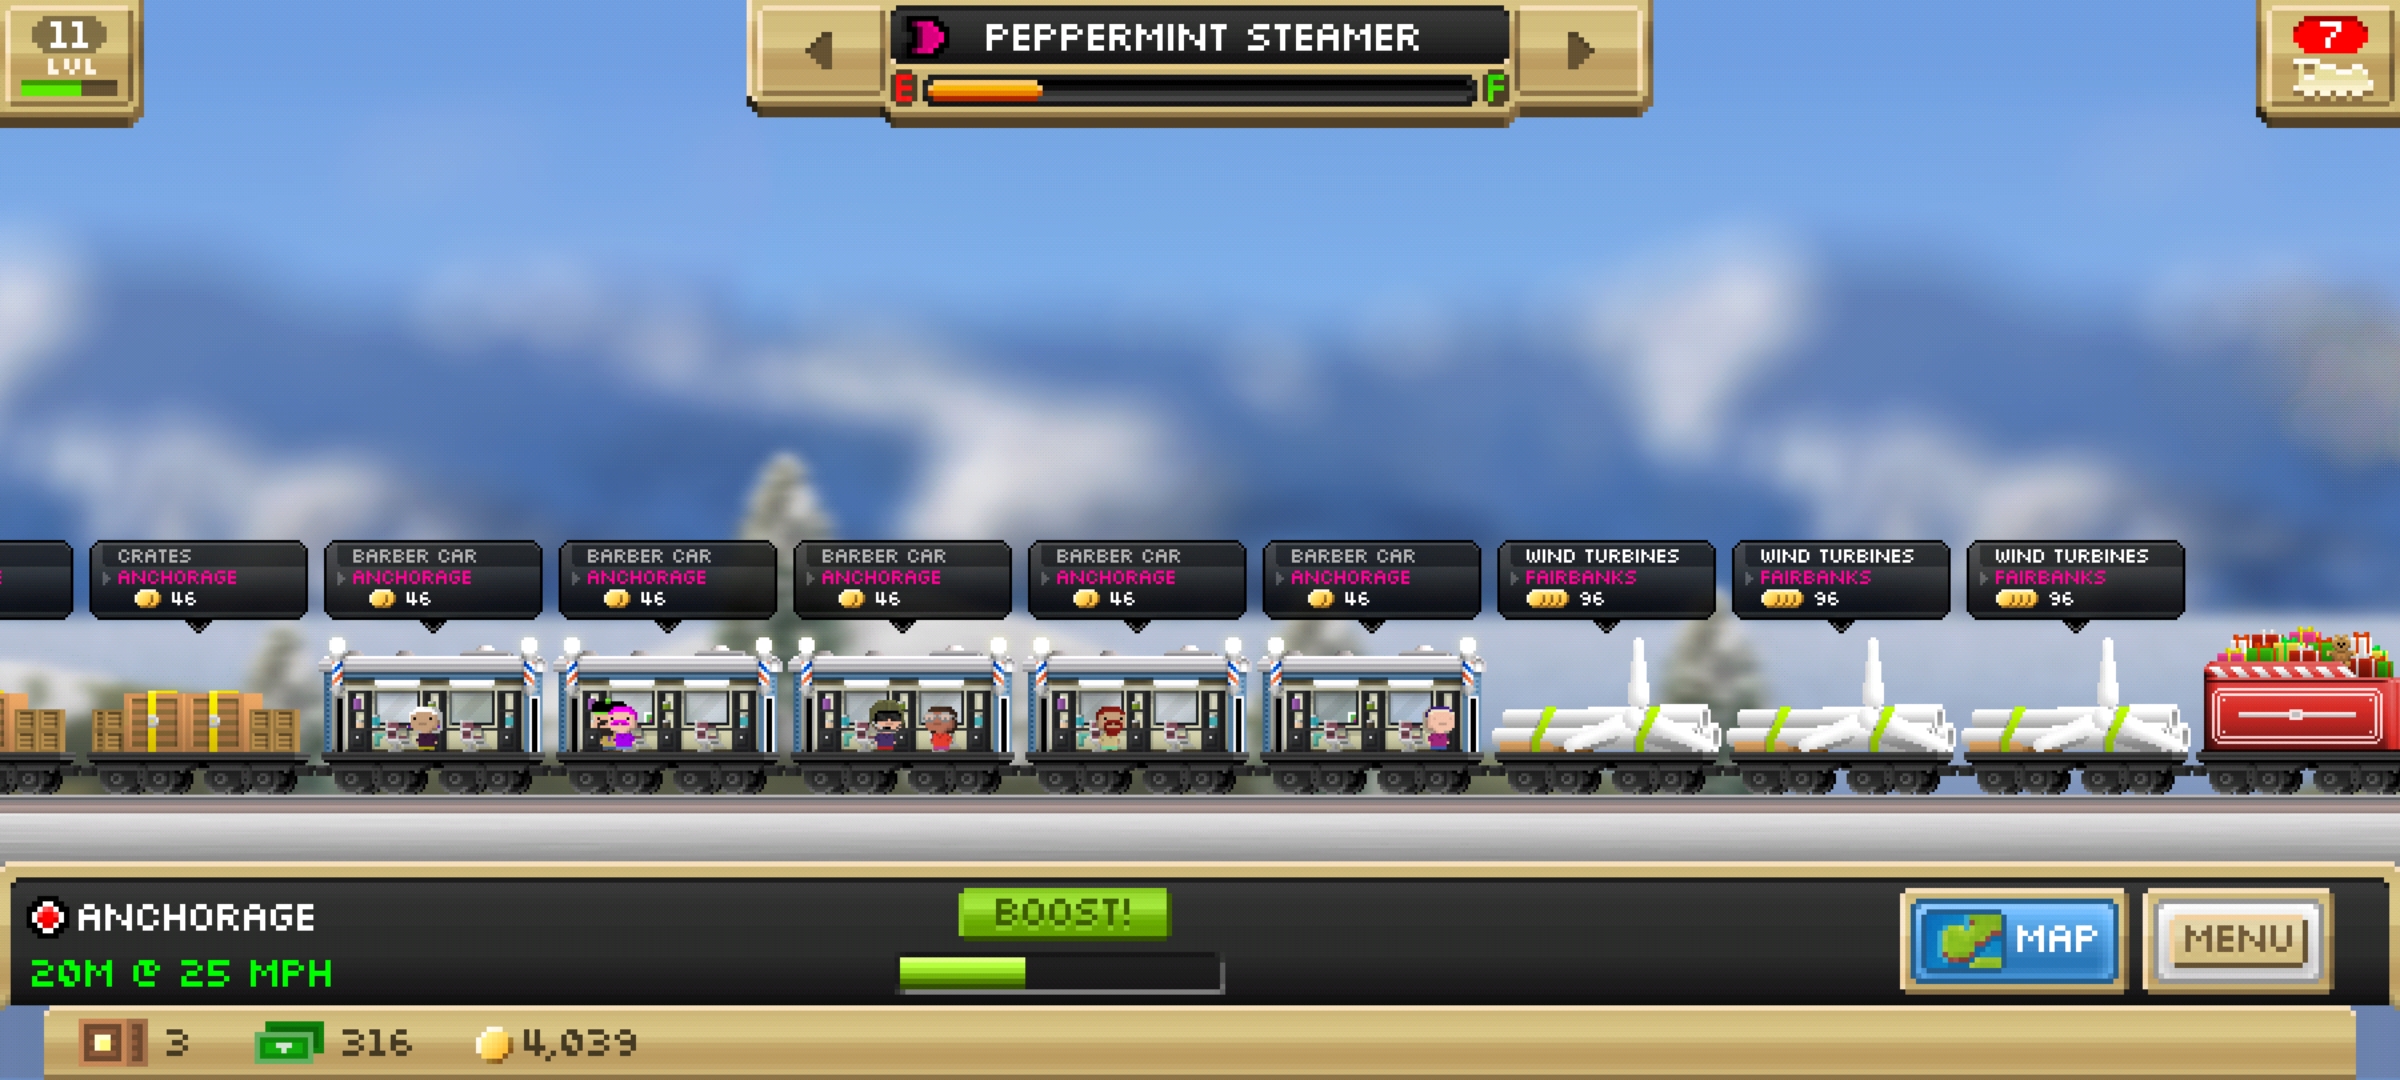 11
LVL
PEPPERMINT STEAMER
E
F
7
CRATES
ANCHORAGE
46
BARBER CAR
ANCHORAGE
46
BARBER CAR
ANCHORAGE
46
BARBER CAR
ANCHORAGE
46
BARBER CAR
ANCHORAGE
46
BARBER CAR
ANCHORAGE
46
WIND TURBINES
FAIRBANKS
96
WIND TURBINES
FAIRBANKS
96
WIND TURBINES
FAIRBANKS
96
ANCHORAGE
20M @ 25 MPH
BOOST!
MAP
MENU
3
316
4,039